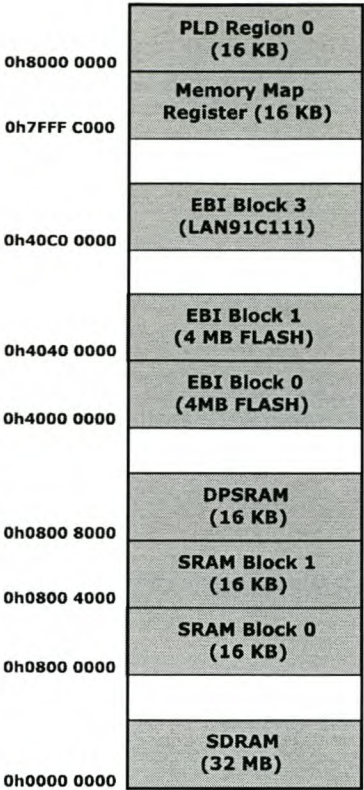 PLD Region 0
(16 KB)
0h8000 0000
Memory Map
Register (16 KB)
0h7FFF C000
EBI Block 3
(LAN91C111)
0h40C0 0000
EBI Block 1
(4 MB FLASH)
0h4040 0000
EBI Block 0
(4MB FLASH)
0h4000 0000
DPSRAM
(16 KB)
0h0800 8000
SRAM Block 1
(16 KB)
0h0800 4000
SRAM Block 0
(16 KB)
0h0800 0000
SDRAM
(32 MB)
0h0000 0000